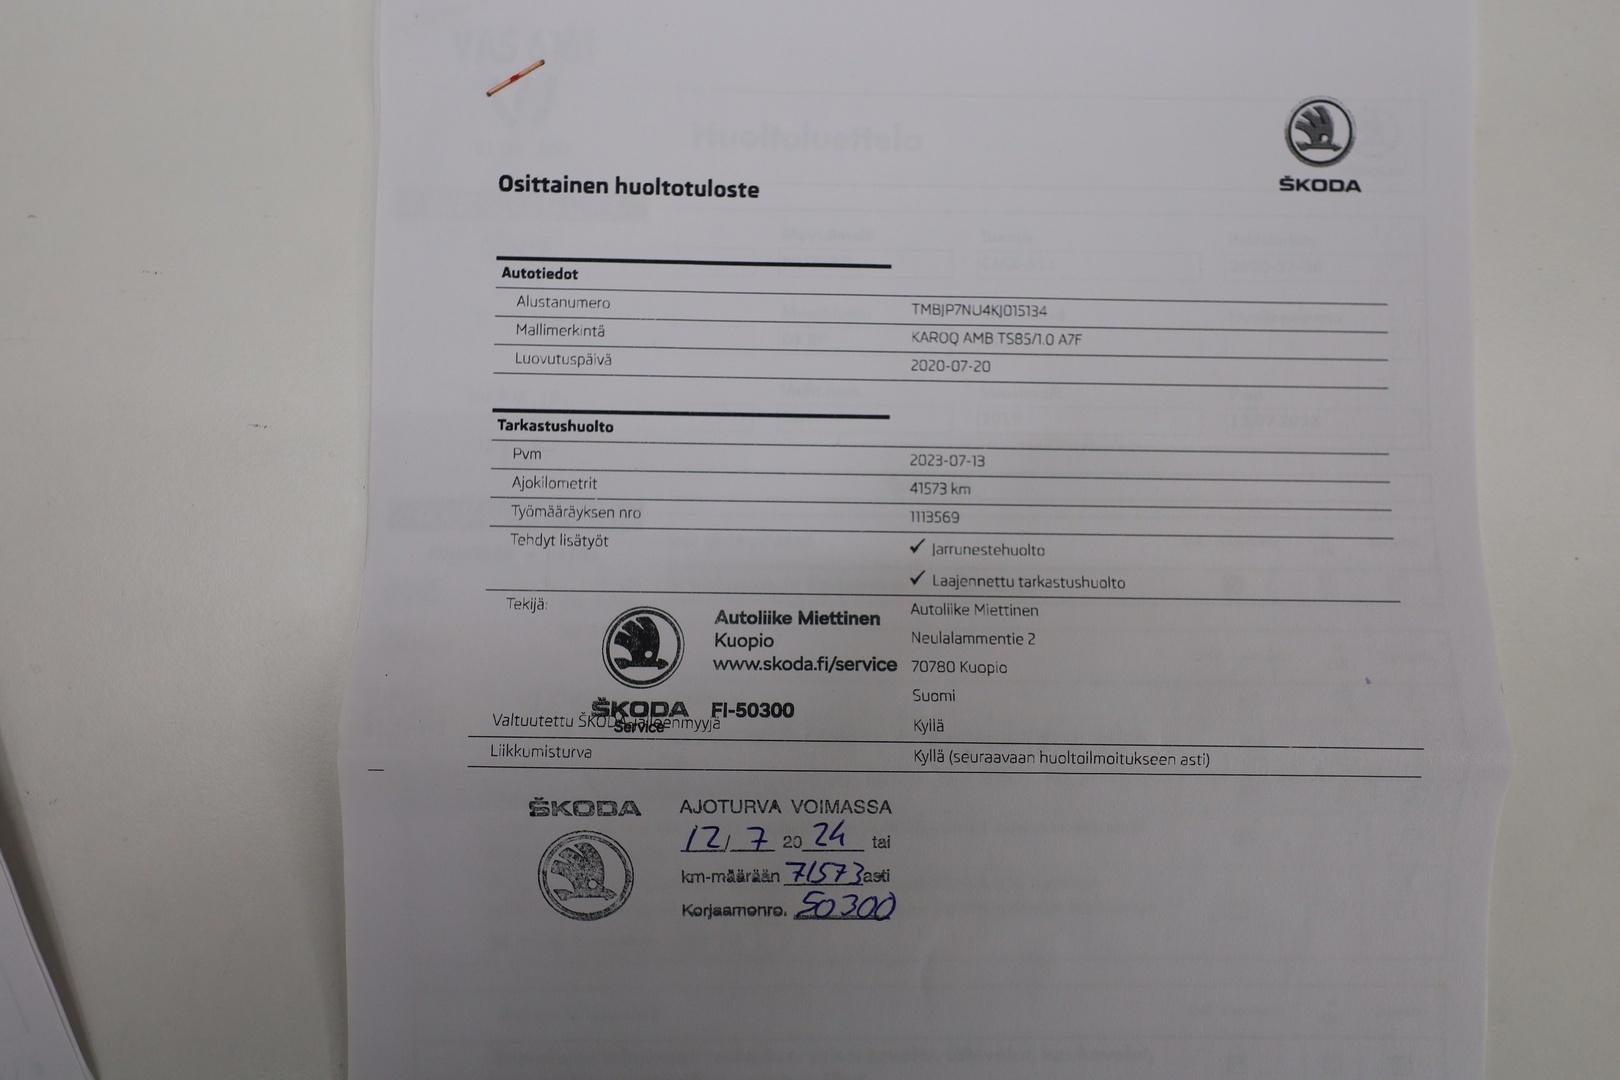 ŠKODA
Osittainen huoltotuloste
Autotiedot
Alustanumero TMBJP7NU4KJ015134
Mallimerkintä KAROQ AMB TS85/1.0 A7F
Luovutuspäivä 2020-07-20
Tarkastushuolto
Pvm 2023-07-13
Ajokilometrit 41573 km
Työmääräyksen nro 1113569
Tehdyt lisätyöt ✓ Jarrunestehuolto
✓ Laajennettu tarkastushuolto
Tekijä: Autoliike Miettinen
Neulalammentie 2
70780 Kuopio
Suomi
Autoliike Miettinen
Kuopio
www.skoda.fi/service
ŠKODA FI-50300
Service
Valtuutettu ŠKODA-jälleenmyyjä Kyllä
Liikkumisturva Kyllä (seuraavaan huoltoilmoitukseen asti)
ŠKODA AJOTURVA VOIMASSA
12/ 7 20 24 tai
km-määrään 71573 asti
Korjaamonro. 50300